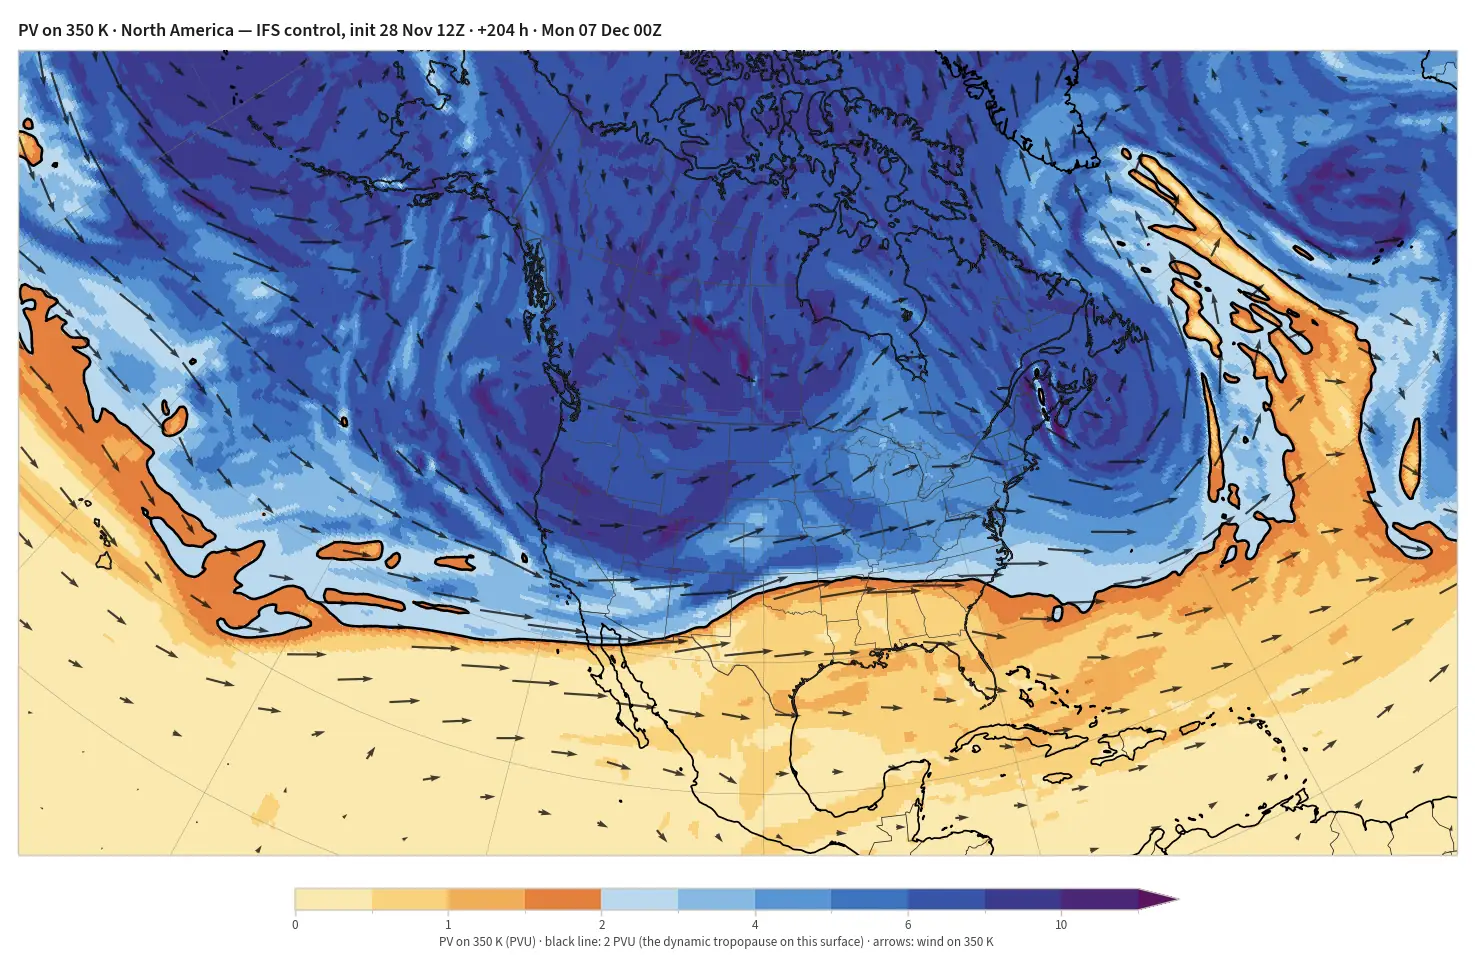 PV on 350 K · North America — IFS control, init 28 Nov 12Z · +204 h · Mon 07 Dec 00Z
0 1 2 4 6 10
PV on 350 K (PVU) · black line: 2 PVU (the dynamic tropopause on this surface) · arrows: wind on 350 K